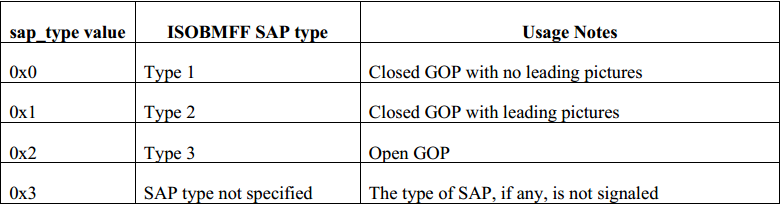 sap_type value ISOBMFF SAP type Usage Notes
0x0 Type 1 Closed GOP with no leading pictures
0x1 Type 2 Closed GOP with leading pictures
0x2 Type 3 Open GOP
0x3 SAP type not specified The type of SAP, if any, is not signaled